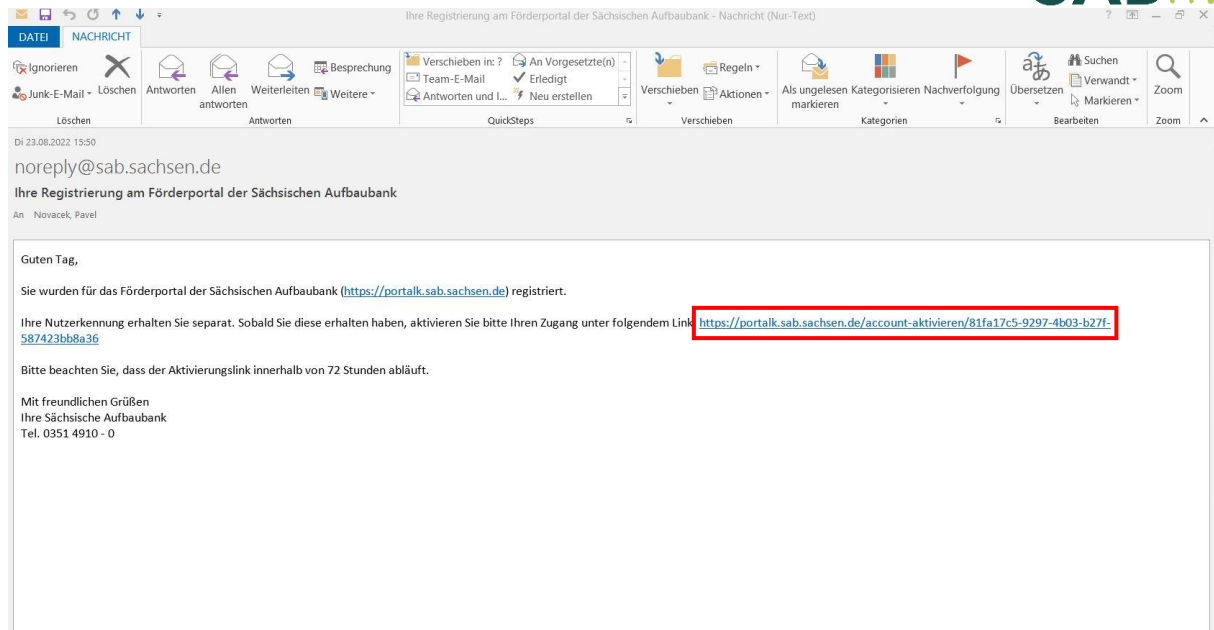 SAB
Ihre Registrierung am Förderportal der Sächsischen Aufbaubank - Nachricht (Nur-Text)
?
DATEI NACHRICHT
Ignorieren
Junk-E-Mail
Löschen
Löschen
Antworten
Allen antworten
Weiterleiten
Besprechung
Weitere
Antworten
Verschieben in: ?
Team-E-Mail
Antworten und l...
An Vorgesetzte(n)
Erledigt
Neu erstellen
QuickSteps
Verschieben
Regeln
Aktionen
Verschieben
Als ungelesen markieren
Kategorisieren
Nachverfolgung
Kategorien
Übersetzen
Suchen
Verwandt
Markieren
Bearbeiten
Zoom
Zoom
Di 23.08.2022 15:50
noreply@sab.sachsen.de
Ihre Registrierung am Förderportal der Sächsischen Aufbaubank
An Novacek, Pavel
Guten Tag,
Sie wurden für das Förderportal der Sächsischen Aufbaubank (https://portalk.sab.sachsen.de) registriert.
Ihre Nutzerkennung erhalten Sie separat. Sobald Sie diese erhalten haben, aktivieren Sie bitte Ihren Zugang unter folgendem Link https://portalk.sab.sachsen.de/account-aktivieren/81fa17c5-9297-4b03-b27f-
587423bb8a36
Bitte beachten Sie, dass der Aktivierungslink innerhalb von 72 Stunden abläuft.
Mit freundlichen Grüßen
Ihre Sächsische Aufbaubank
Tel. 0351 4910 - 0